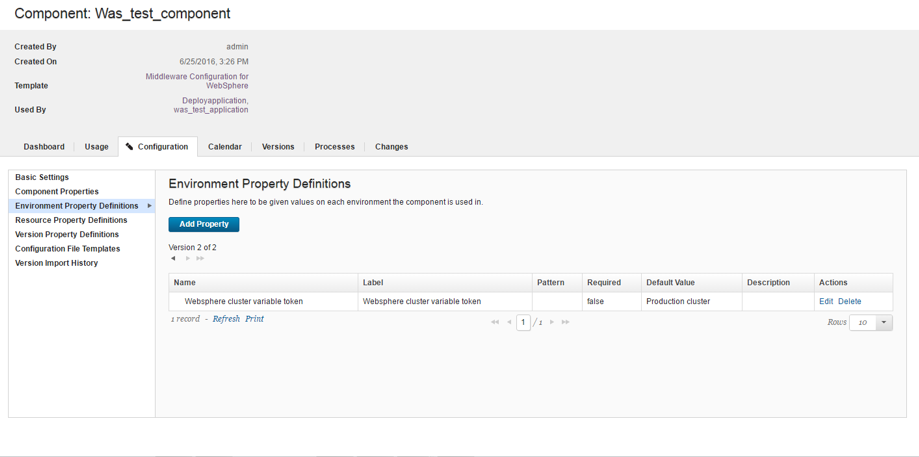 Component: Was_test_component
Created By admin
Created On 6/25/2016, 3:26 PM
Template Middleware Configuration for
WebSphere
Used By Deployapplication,
was_test_application
Dashboard Usage Configuration Calendar Versions Processes Changes
Basic Settings
Component Properties
Environment Property Definitions
Resource Property Definitions
Version Property Definitions
Configuration File Templates
Version Import History
Environment Property Definitions
Define properties here to be given values on each environment the component is used in.
Add Property
Version 2 of 2
Name Label Pattern Required Default Value Description Actions
Websphere cluster variable token Websphere cluster variable token false Production cluster Edit Delete
1 record - Refresh Print 1 / 1 Rows 10